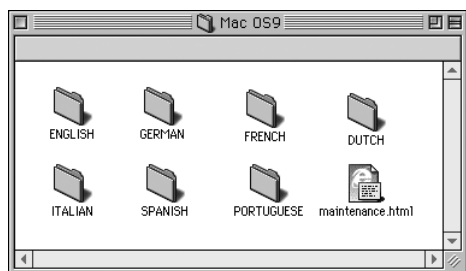 Mac OS9
ENGLISH GERMAN FRENCH DUTCH
ITALIAN SPANISH PORTUGUESE maintenance.html